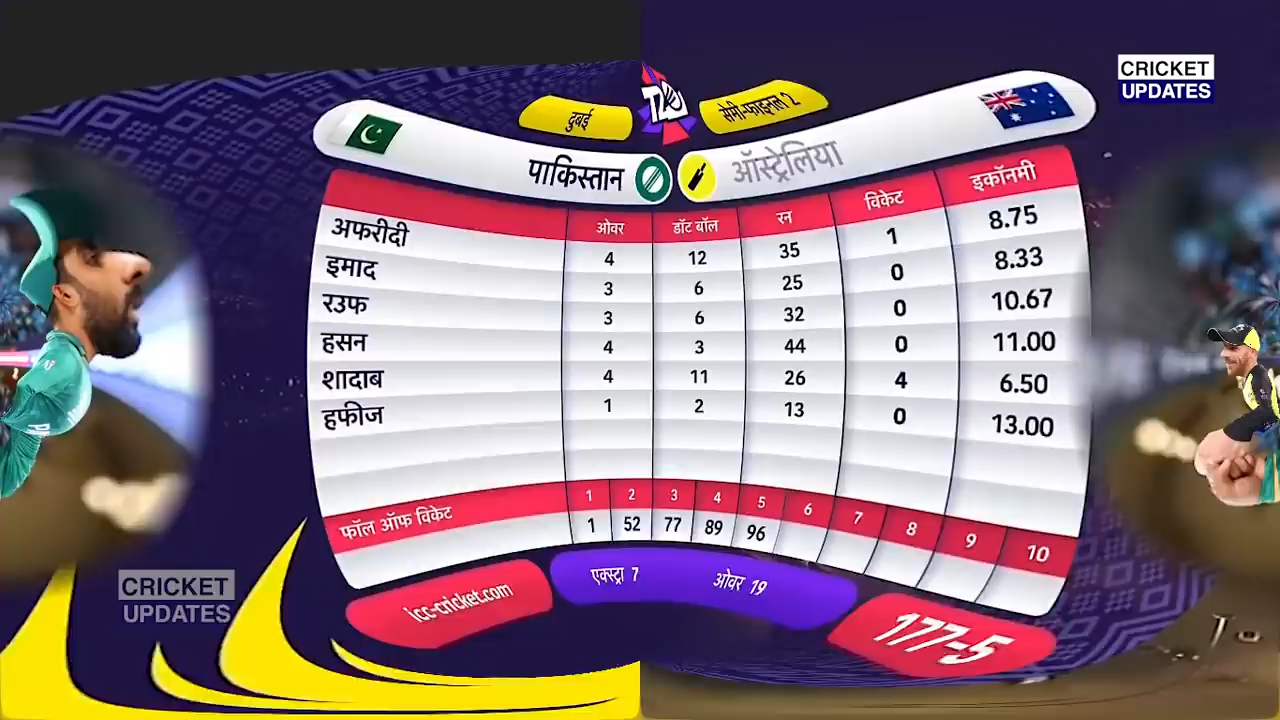 CRICKET
UPDATES
T20
दुबई
सेमी-फाइनल 2
पाकिस्तान
ऑस्ट्रेलिया
ओवर डॉट बॉल रन विकेट इकॉनमी
अफरीदी 4 12 35 1 8.75
इमाद 3 6 25 0 8.33
रउफ 3 6 32 0 10.67
हसन 4 3 44 0 11.00
शादाब 4 11 26 4 6.50
हफीज 1 2 13 0 13.00
फॉल ऑफ विकेट 1 2 3 4 5 6 7 8 9 10
1 52 77 89 96
एक्स्ट्रा 7 ओवर 19
icc-cricket.com
177-5
CRICKET
UPDATES